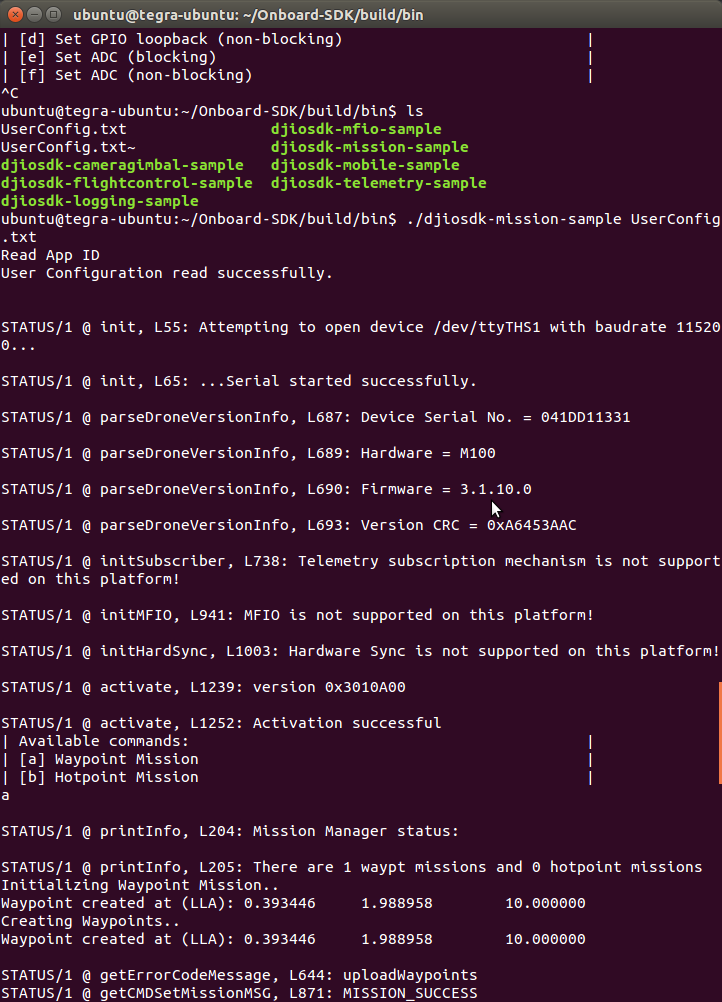 ubuntu@tegra-ubuntu: ~/Onboard-SDK/build/bin
| [d] Set GPIO loopback (non-blocking) |
| [e] Set ADC (blocking) |
| [f] Set ADC (non-blocking) |
^C
ubuntu@tegra-ubuntu:~/Onboard-SDK/build/bin$ ls
UserConfig.txt djiosdk-mfio-sample
UserConfig.txt~ djiosdk-mission-sample
djiosdk-cameragimbal-sample djiosdk-mobile-sample
djiosdk-flightcontrol-sample djiosdk-telemetry-sample
djiosdk-logging-sample
ubuntu@tegra-ubuntu:~/Onboard-SDK/build/bin$ ./djiosdk-mission-sample UserConfig
.txt
Read App ID
User Configuration read successfully.
STATUS/1 @ init, L55: Attempting to open device /dev/ttyTHS1 with baudrate 11520
0...
STATUS/1 @ init, L65: ...Serial started successfully.
STATUS/1 @ parseDroneVersionInfo, L687: Device Serial No. = 041DD11331
STATUS/1 @ parseDroneVersionInfo, L689: Hardware = M100
STATUS/1 @ parseDroneVersionInfo, L690: Firmware = 3.1.10.0
STATUS/1 @ parseDroneVersionInfo, L693: Version CRC = 0xA6453AAC
STATUS/1 @ initSubscriber, L738: Telemetry subscription mechanism is not support
ed on this platform!
STATUS/1 @ initMFIO, L941: MFIO is not supported on this platform!
STATUS/1 @ initHardSync, L1003: Hardware Sync is not supported on this platform!
STATUS/1 @ activate, L1239: version 0x3010A00
STATUS/1 @ activate, L1252: Activation successful
| Available commands: |
| [a] Waypoint Mission |
| [b] Hotpoint Mission |
a
STATUS/1 @ printInfo, L204: Mission Manager status:
STATUS/1 @ printInfo, L205: There are 1 waypt missions and 0 hotpoint missions
Initializing Waypoint Mission..
Waypoint created at (LLA): 0.393446 1.988958 10.000000
Creating Waypoints..
Waypoint created at (LLA): 0.393446 1.988958 10.000000
STATUS/1 @ getErrorCodeMessage, L644: uploadWaypoints
STATUS/1 @ getCMDSetMissionMSG, L871: MISSION_SUCCESS